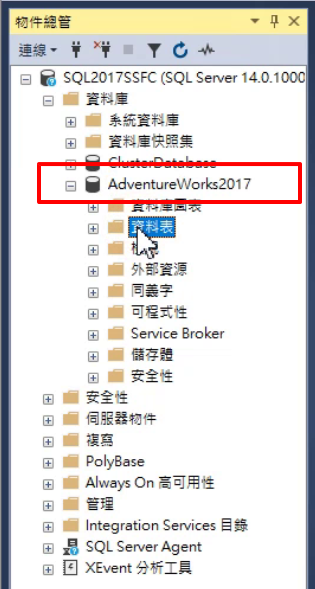 物件總管
連線
SQL2017SSFC (SQL Server 14.0.1000
資料庫
系統資料庫
資料庫快照集
ClusterDatabase
AdventureWorks2017
資料庫圖表
資料表
外部資源
同義字
可程式性
Service Broker
儲存體
安全性
安全性
伺服器物件
複寫
PolyBase
Always On 高可用性
管理
Integration Services 目錄
SQL Server Agent
XEvent 分析工具